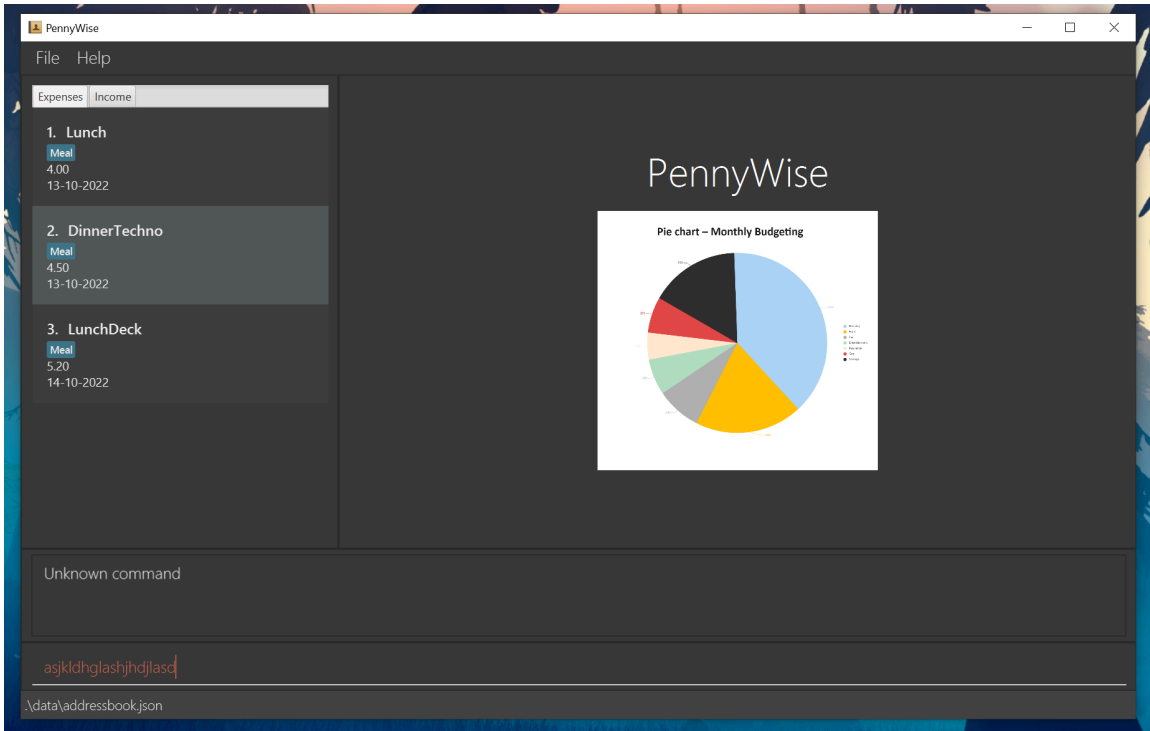 PennyWise
File Help
Expenses Income
1. Lunch
Meal
4.00
13-10-2022
2. DinnerTechno
Meal
4.50
13-10-2022
3. LunchDeck
Meal
5.20
14-10-2022
PennyWise
Pie chart – Monthly Budgeting
Unknown command
asjkldhglashjhdjlasd
.\data\addressbook.json